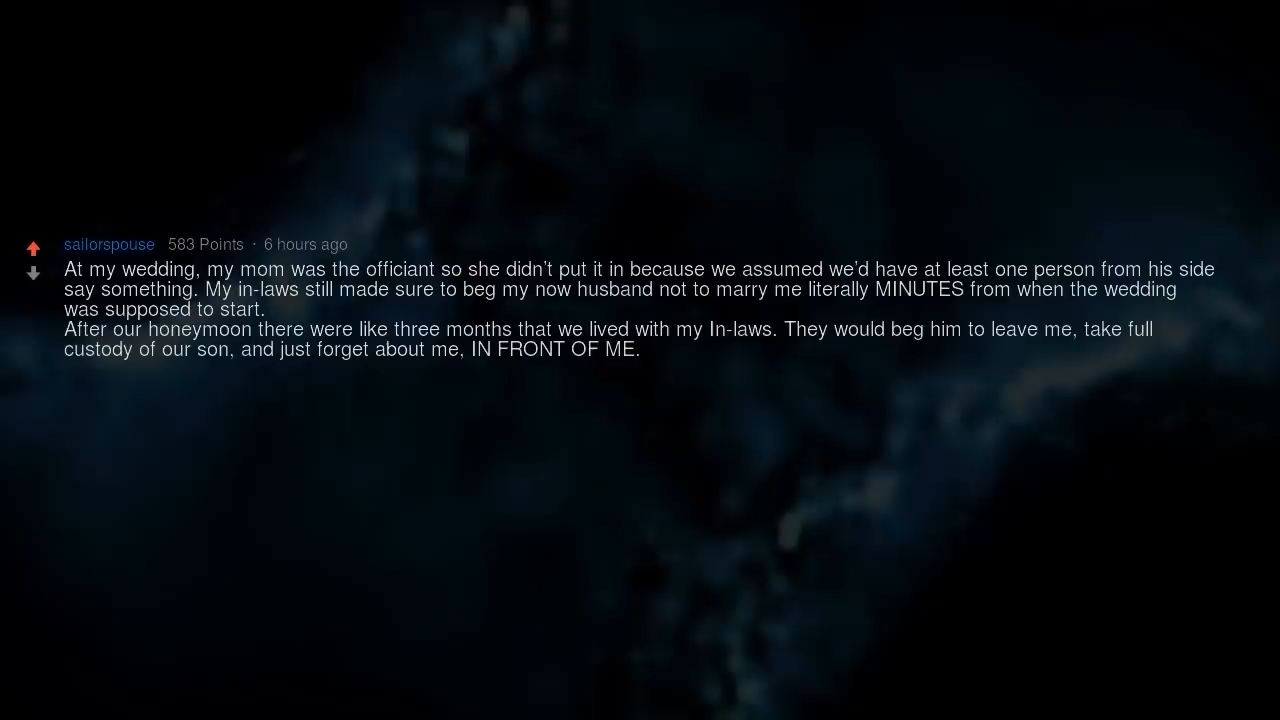 sailorspouse 583 Points · 6 hours ago
At my wedding, my mom was the officiant so she didn't put it in because we assumed we'd have at least one person from his side
say something. My in-laws still made sure to beg my now husband not to marry me literally MINUTES from when the wedding
was supposed to start.
After our honeymoon there were like three months that we lived with my In-laws. They would beg him to leave me, take full
custody of our son, and just forget about me, IN FRONT OF ME.